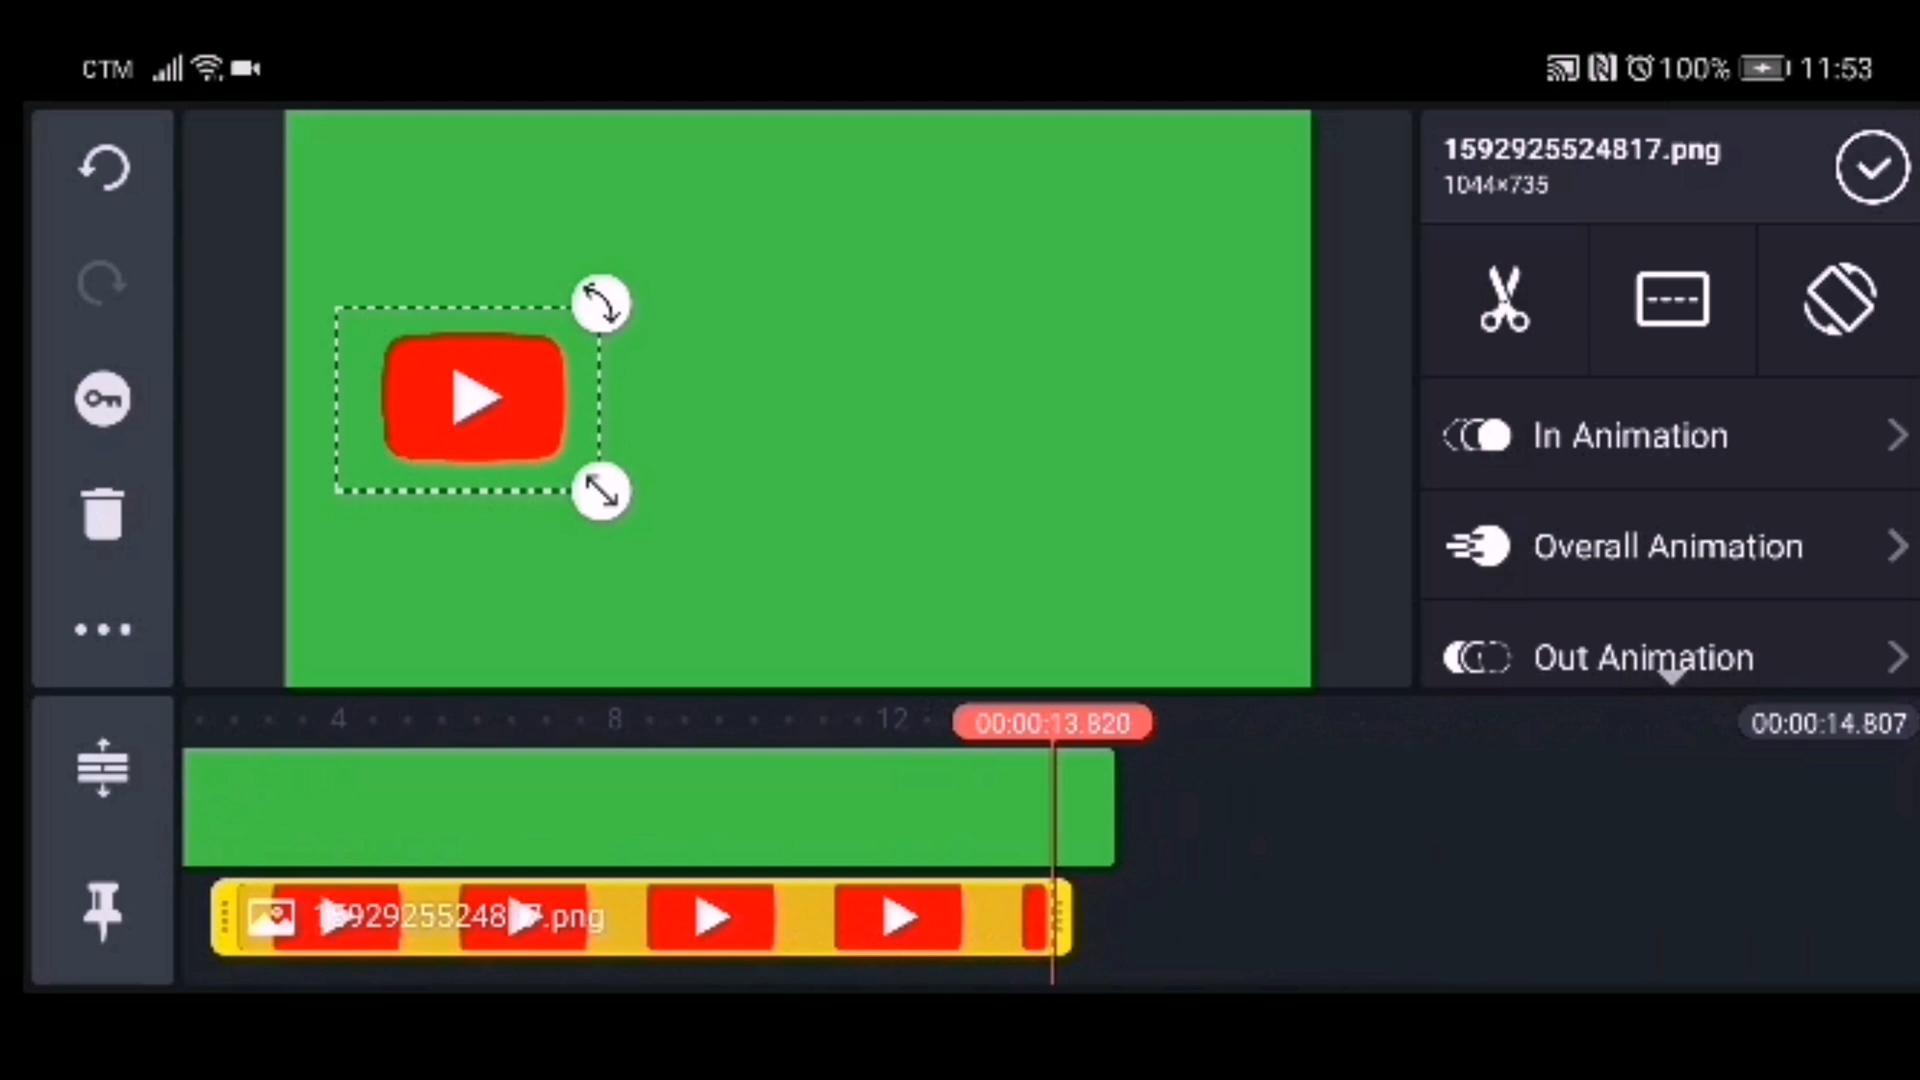 CTM
100% 11:53
1592925524817.png
1044×735
In Animation
Overall Animation
Out Animation
4
8
12
00:00:13.820
00:00:14.807
1592925524817.png